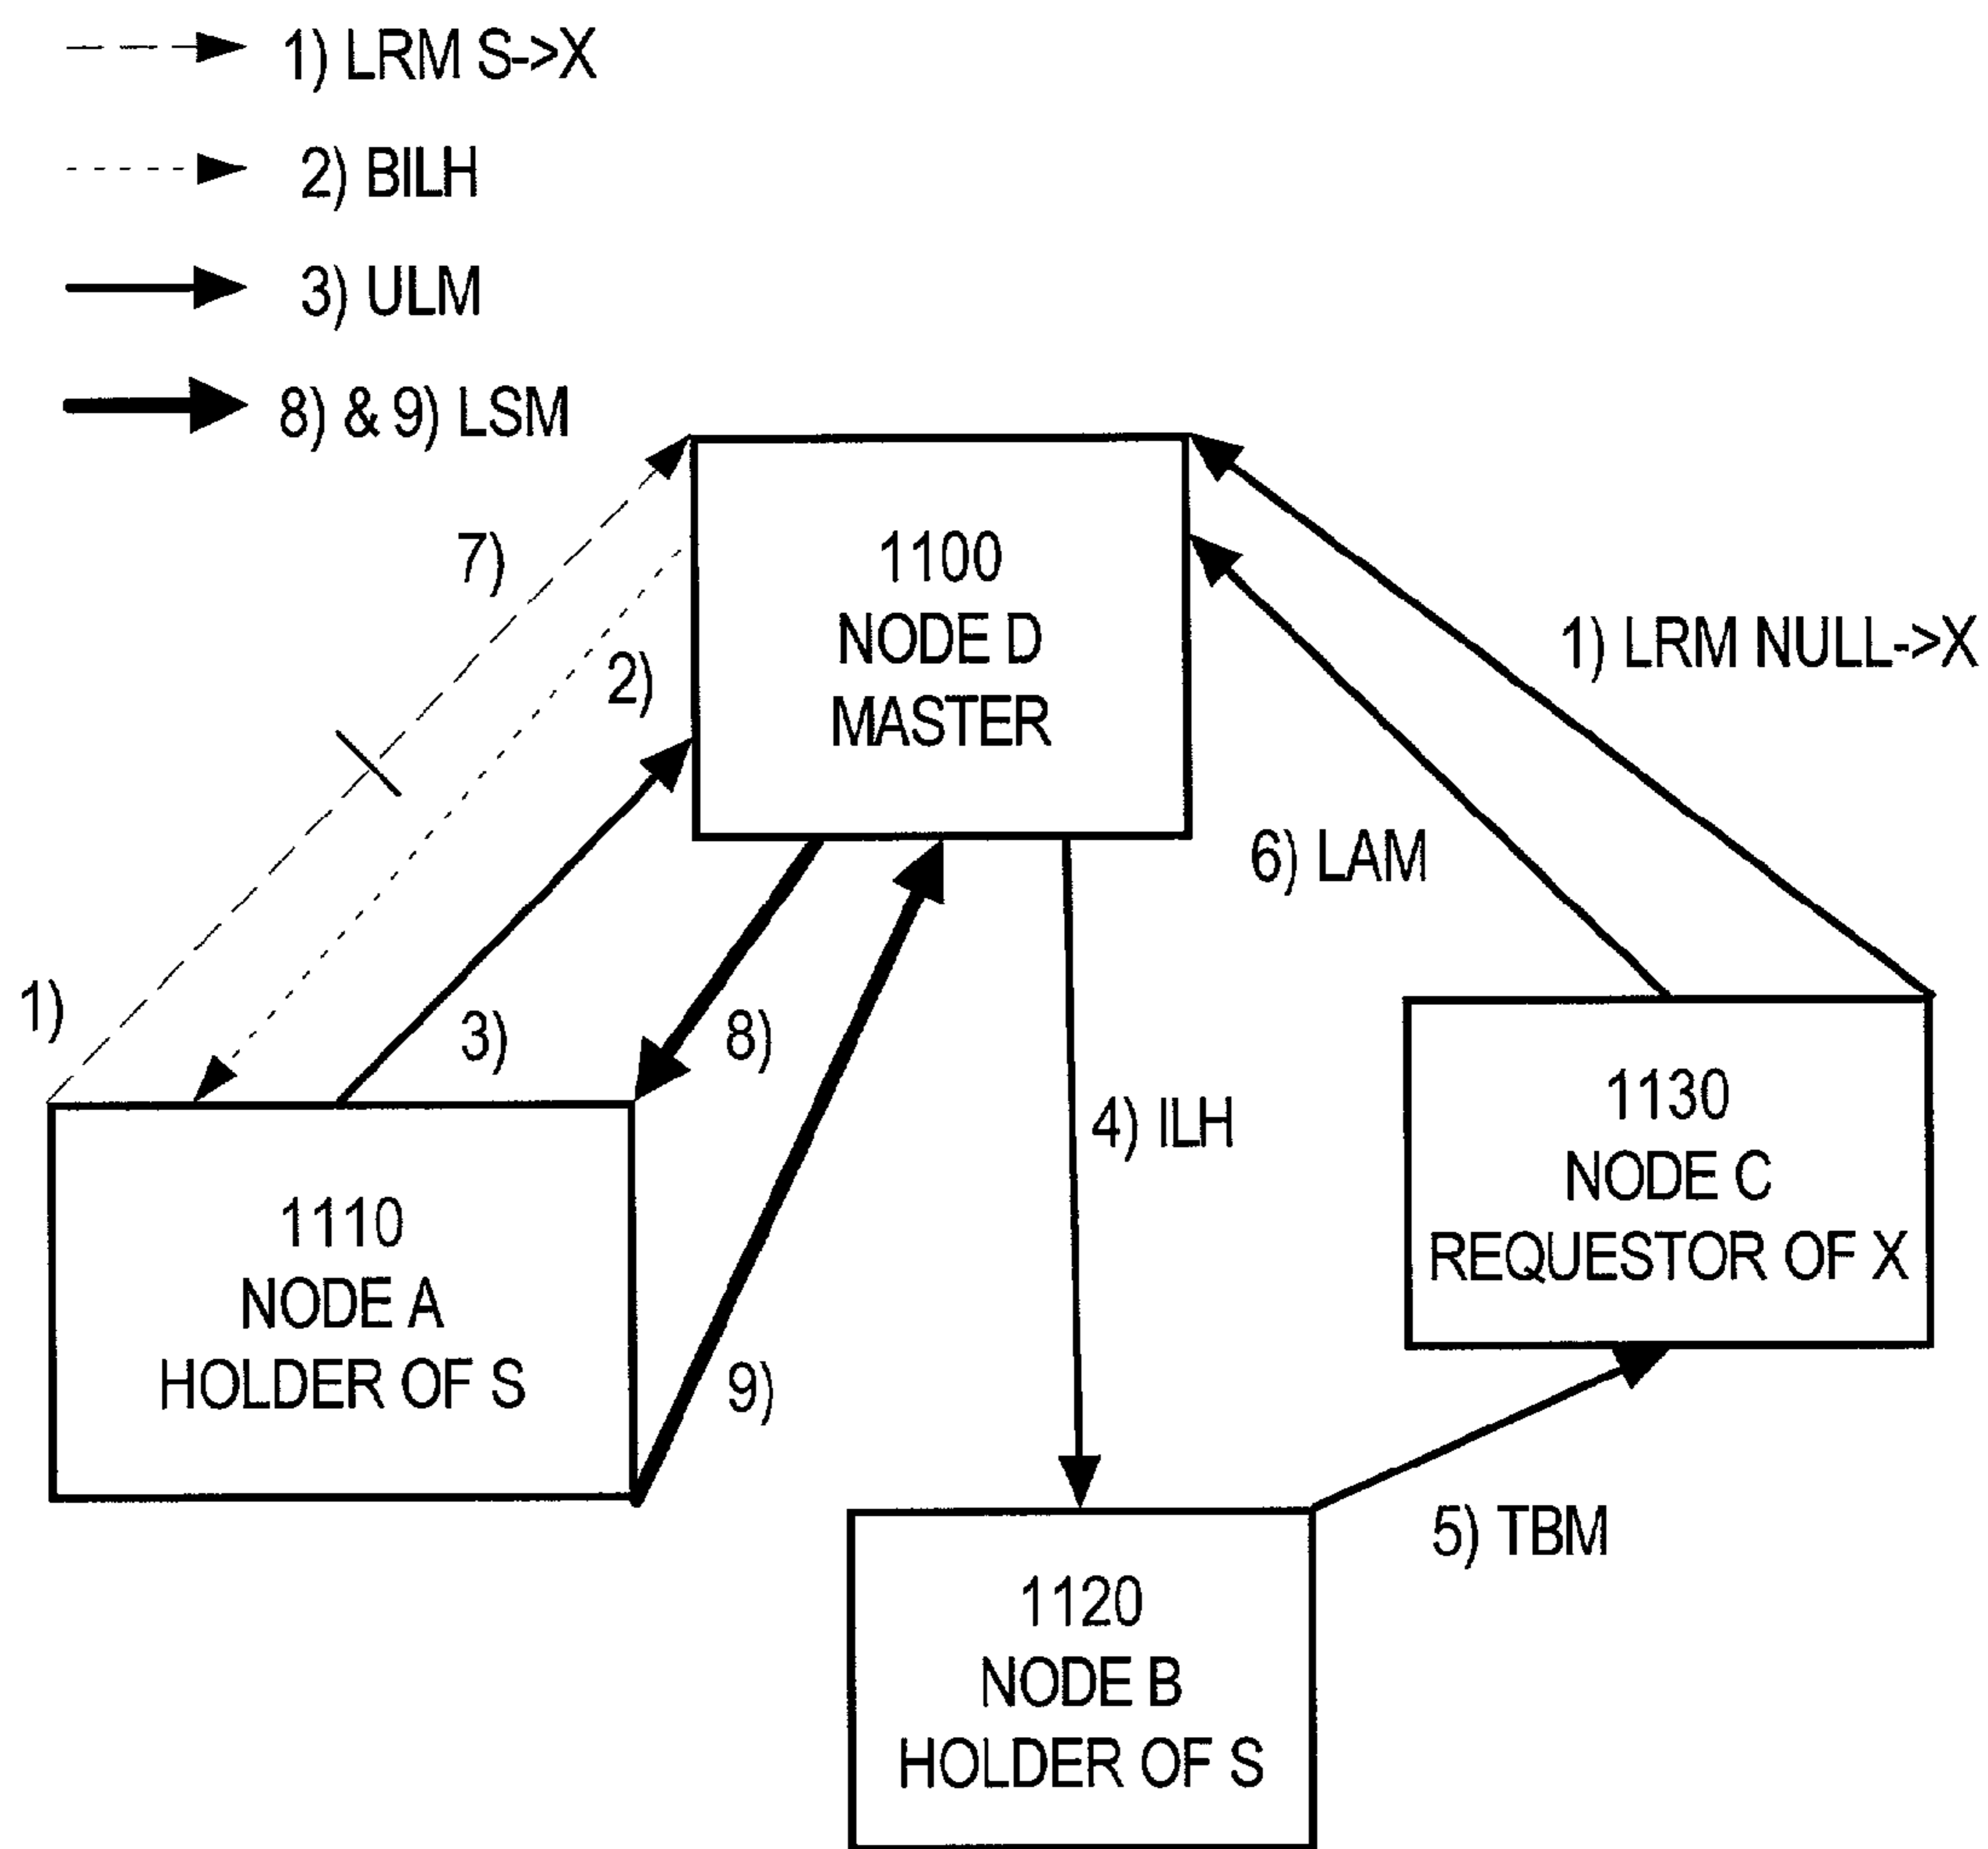 1) LRM S->X
2) BILH
3) ULM
8) & 9) LSM
7)
2)
1100
NODE D
MASTER
1) LRM NULL->X
6) LAM
1)
3)
8)
4) ILH
9)
1110
NODE A
HOLDER OF S
1130
NODE C
REQUESTOR OF X
5) TBM
1120
NODE B
HOLDER OF S